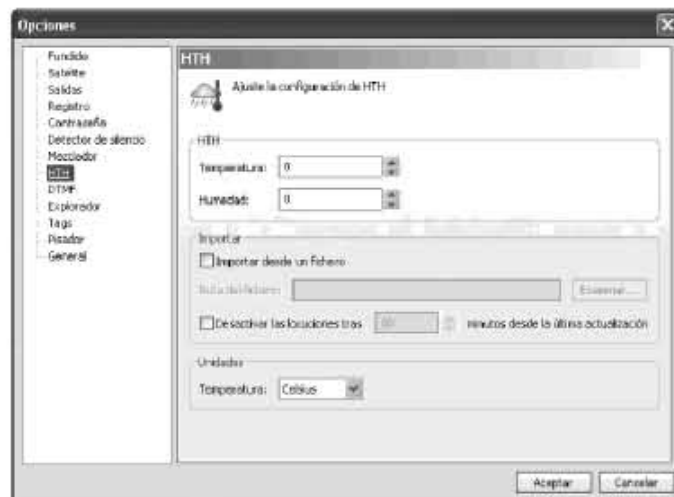 Opciones
Fundido
Satélite
Salidas
Registro
Contraseña
Detector de silencio
Mezclador
HTH
DTMF
Explorador
Tags
Pisador
General
HTH
Ajuste la configuración de HTH
HTH
Temperatura: 0
Humedad: 0
Importar
Importar desde un fichero
Ruta del fichero: Examinar...
Desactivar las locuciones tras minutos desde la última actualización
Unidades
Temperatura: Celsius
Aceptar Cancelar